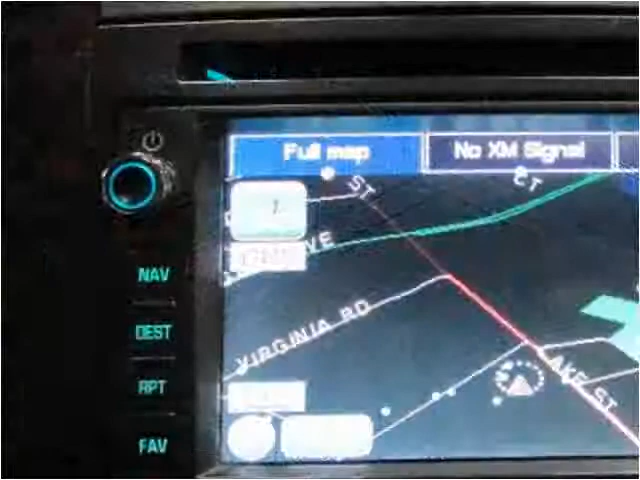 Full map
No XM Signal
ST
CT
VE
NAV
VIRGINIA RD
DEST
LAKE ST
RPT
FAV